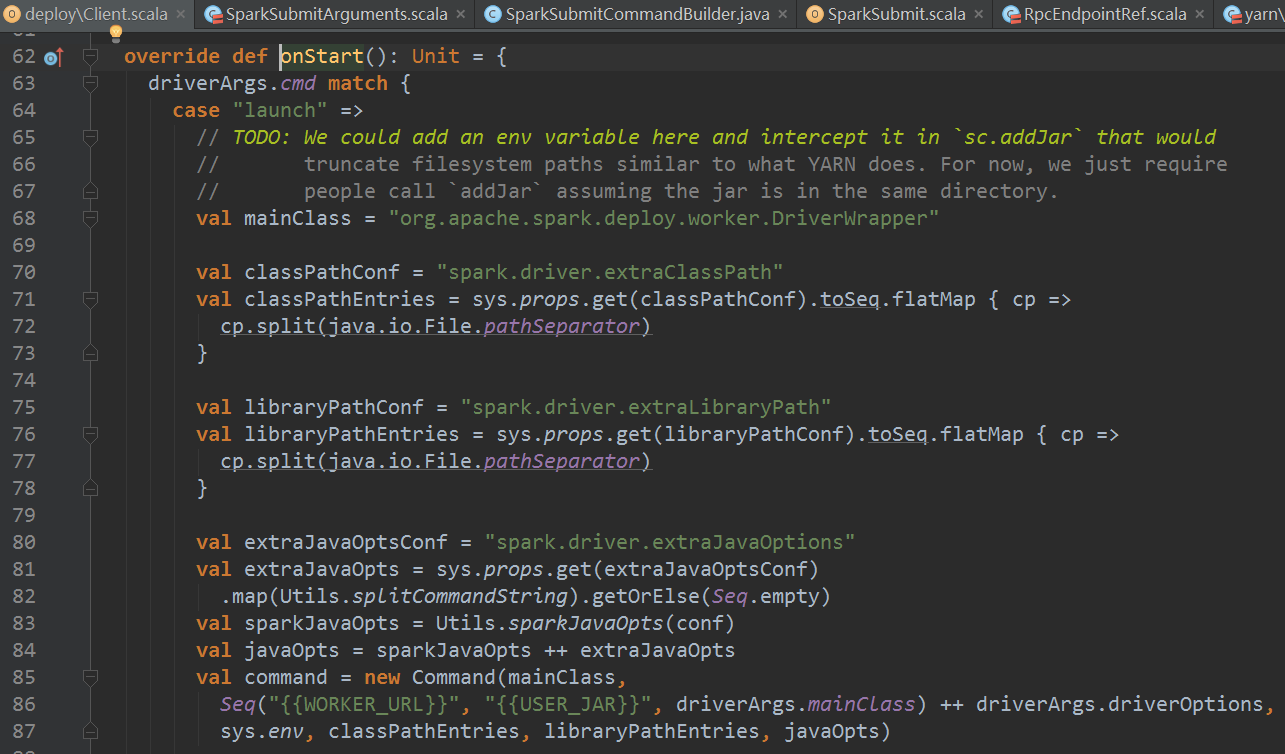 deploy\Client.scala × SparkSubmitArguments.scala × SparkSubmitCommandBuilder.java × SparkSubmit.scala × RpcEndpointRef.scala × yarn\
62 override def onStart(): Unit = {
63 driverArgs.cmd match {
64 case "launch" =>
65 // TODO: We could add an env variable here and intercept it in `sc.addJar` that would
66 // truncate filesystem paths similar to what YARN does. For now, we just require
67 // people call `addJar` assuming the jar is in the same directory.
68 val mainClass = "org.apache.spark.deploy.worker.DriverWrapper"
69
70 val classPathConf = "spark.driver.extraClassPath"
71 val classPathEntries = sys.props.get(classPathConf).toSeq.flatMap { cp =>
72 cp.split(java.io.File.pathSeparator)
73 }
74
75 val libraryPathConf = "spark.driver.extraLibraryPath"
76 val libraryPathEntries = sys.props.get(libraryPathConf).toSeq.flatMap { cp =>
77 cp.split(java.io.File.pathSeparator)
78 }
79
80 val extraJavaOptsConf = "spark.driver.extraJavaOptions"
81 val extraJavaOpts = sys.props.get(extraJavaOptsConf)
82 .map(Utils.splitCommandString).getOrElse(Seq.empty)
83 val sparkJavaOpts = Utils.sparkJavaOpts(conf)
84 val javaOpts = sparkJavaOpts ++ extraJavaOpts
85 val command = new Command(mainClass,
86 Seq("{{WORKER_URL}}", "{{USER_JAR}}", driverArgs.mainClass) ++ driverArgs.driverOptions,
87 sys.env, classPathEntries, libraryPathEntries, javaOpts)